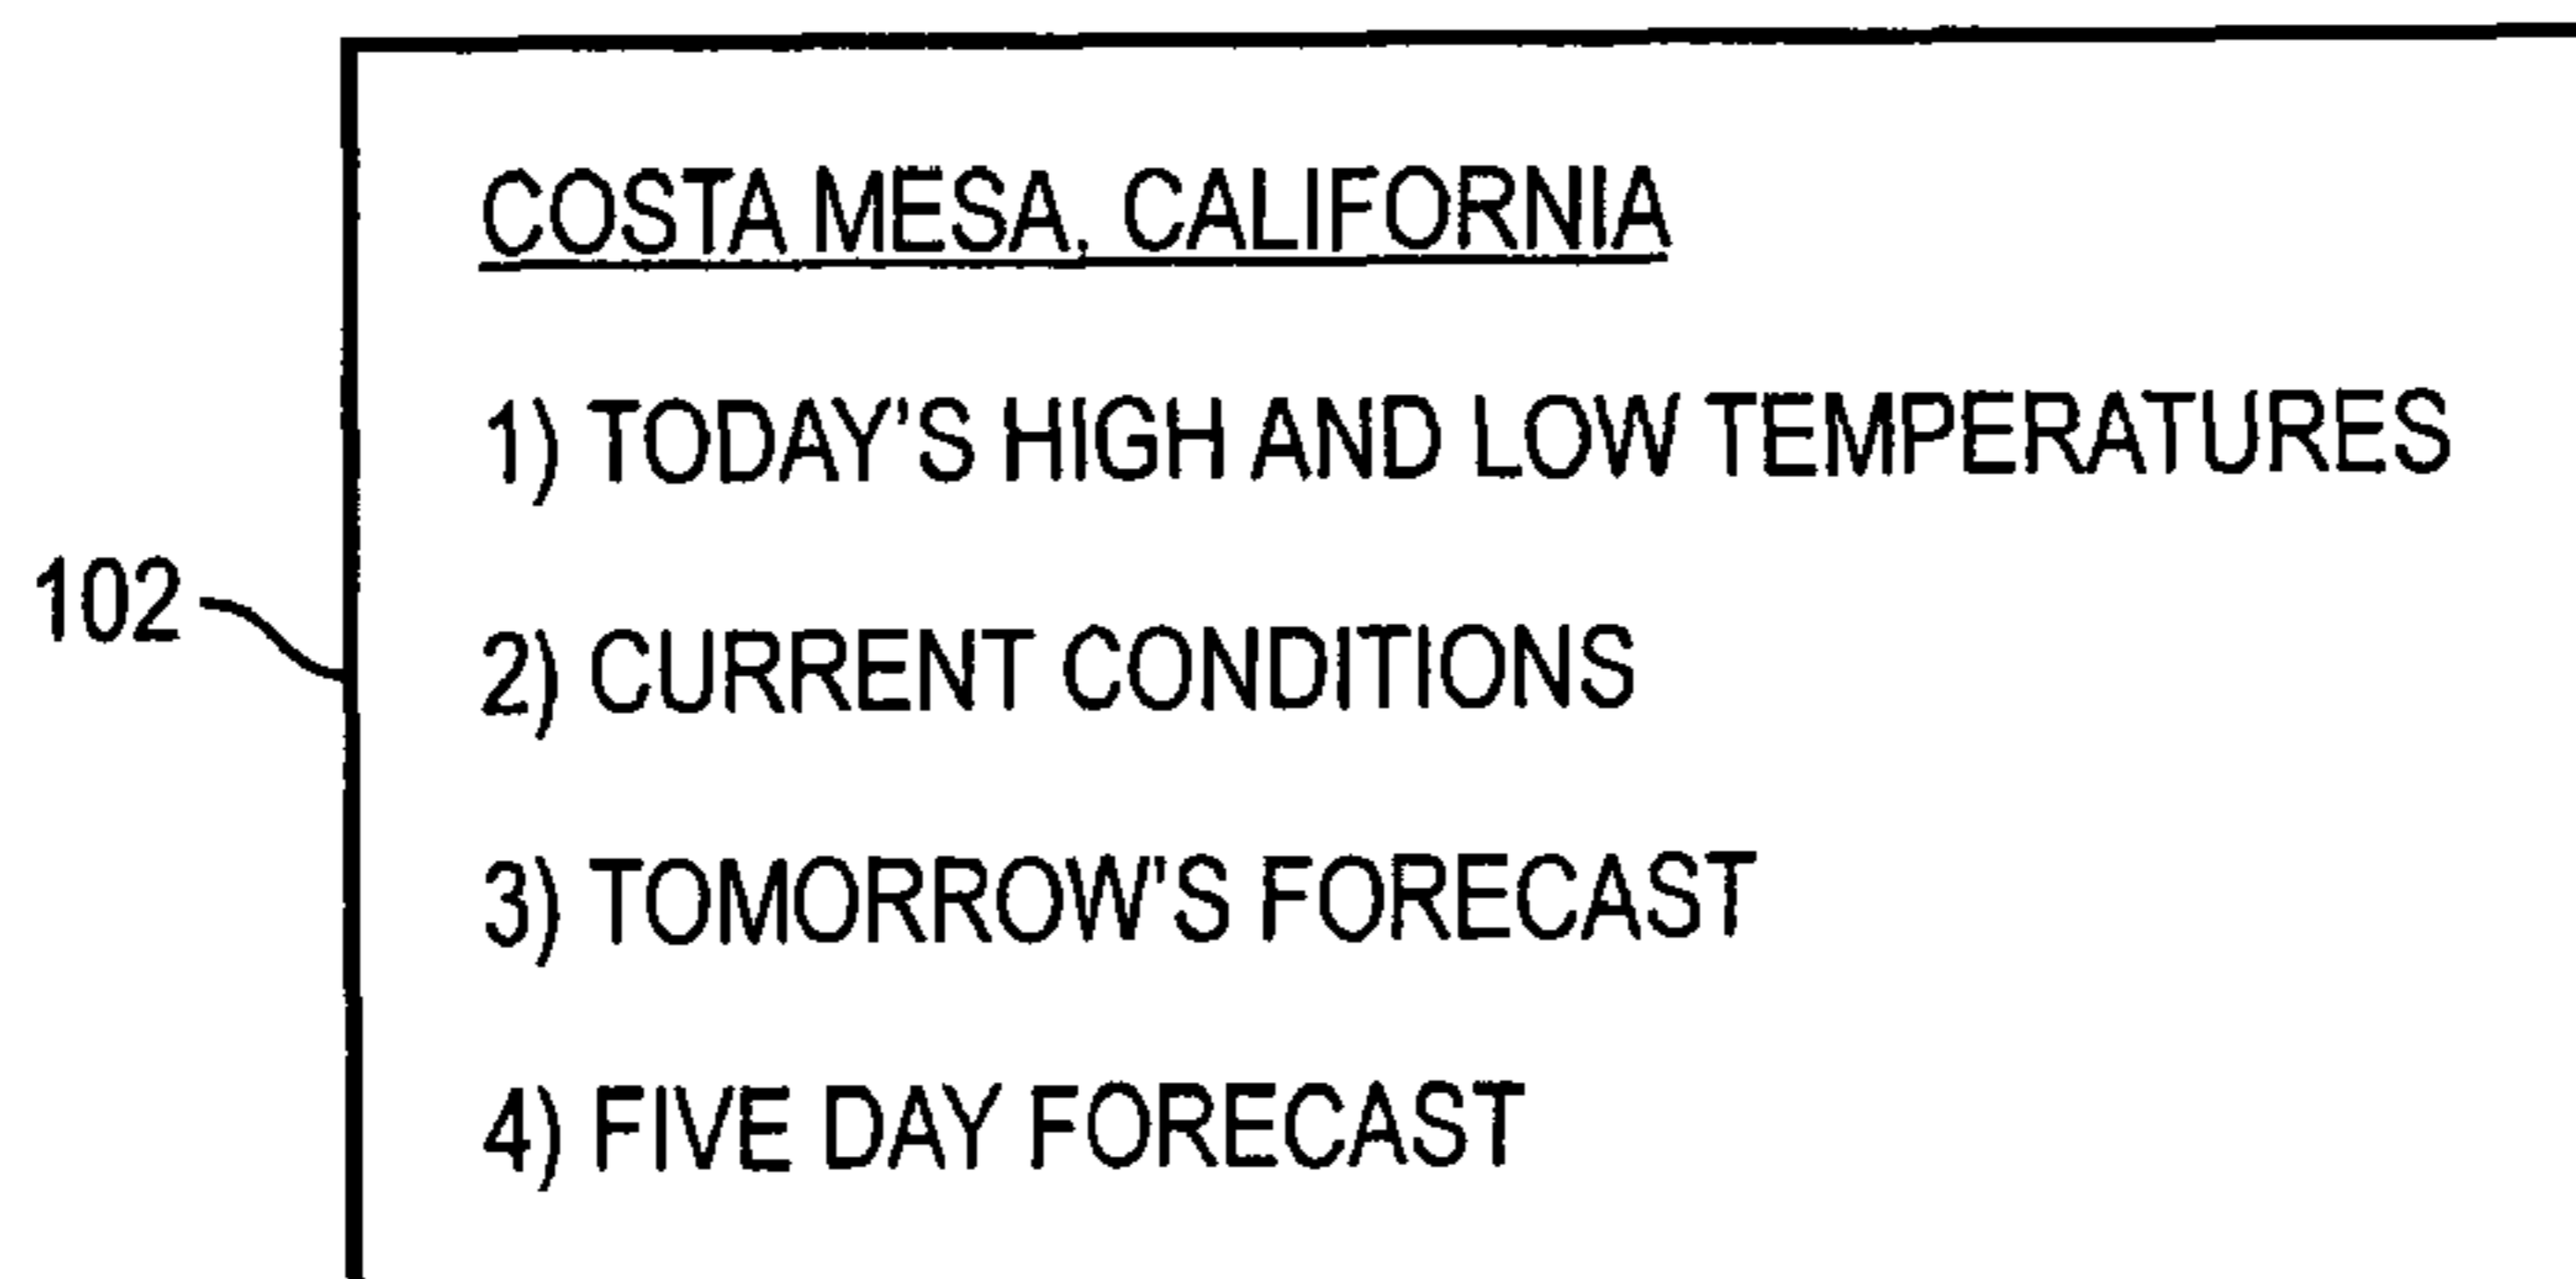 COSTA MESA, CALIFORNIA
1) TODAY'S HIGH AND LOW TEMPERATURES
102
2) CURRENT CONDITIONS
3) TOMORROW'S FORECAST
4) FIVE DAY FORECAST